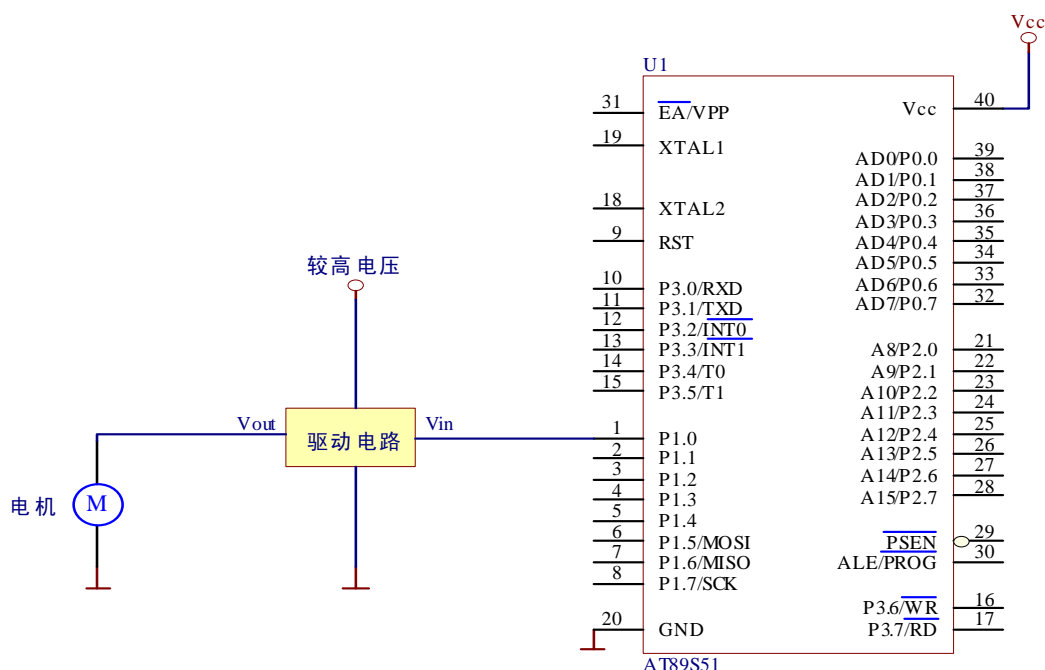 Vcc
U1
31 EA/VPP Vcc 40
19 XTAL1
AD0/P0.0 39
AD1/P0.1 38
18 XTAL2 AD2/P0.2 37
AD3/P0.3 36
9 RST AD4/P0.4 35
较高电压 AD5/P0.5 34
10 P3.0/RXD AD6/P0.6 33
11 P3.1/TXD AD7/P0.7 32
12 P3.2/INT0
13 P3.3/INT1 A8/P2.0 21
14 P3.4/T0 A9/P2.1 22
15 P3.5/T1 A10/P2.2 23
A11/P2.3 24
Vout 驱动电路 Vin 1 P1.0 A12/P2.4 25
2 P1.1 A13/P2.5 26
3 P1.2 A14/P2.6 27
4 P1.3 A15/P2.7 28
电机 M
5 P1.4
6 P1.5/MOSI PSEN 29
7 P1.6/MISO ALE/PROG 30
8 P1.7/SCK
P3.6/WR 16
20 GND P3.7/RD 17
AT89S51